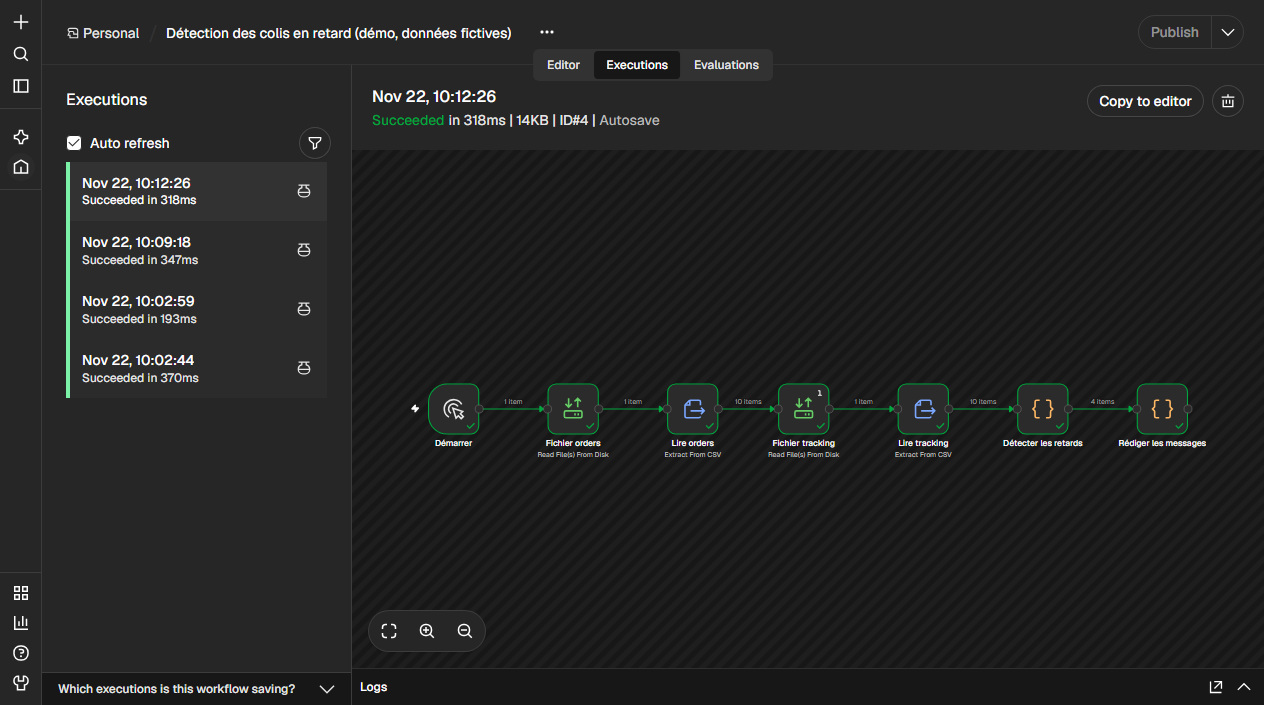 Personal / Détection des colis en retard (démo, données fictives) ...
Publish
Editor Executions Evaluations
Executions
Auto refresh
Nov 22, 10:12:26
Succeeded in 318ms
Nov 22, 10:09:18
Succeeded in 347ms
Nov 22, 10:02:59
Succeeded in 193ms
Nov 22, 10:02:44
Succeeded in 370ms
Which executions is this workflow saving?
Nov 22, 10:12:26
Succeeded in 318ms | 14KB | ID#4 | Autosave
Copy to editor
1 item 1 item 10 items 1 1 item 10 items 4 items
Démarrer
Fichier orders
Read File(s) From Disk
Lire orders
Extract From CSV
Fichier tracking
Read File(s) From Disk
Lire tracking
Extract From CSV
Détecter les retards
Rédiger les messages
Logs